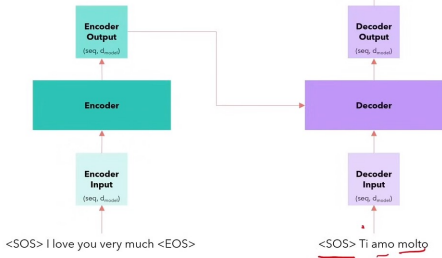 Encoder
Output
(seq, dmodel)
Encoder
Encoder
Input
(seq, dmodel)
<SOS> I love you very much <EOS>
Decoder
Output
(seq, dmodel)
Decoder
Decoder
Input
(seq, dmodel)
<SOS> Ti amo molto